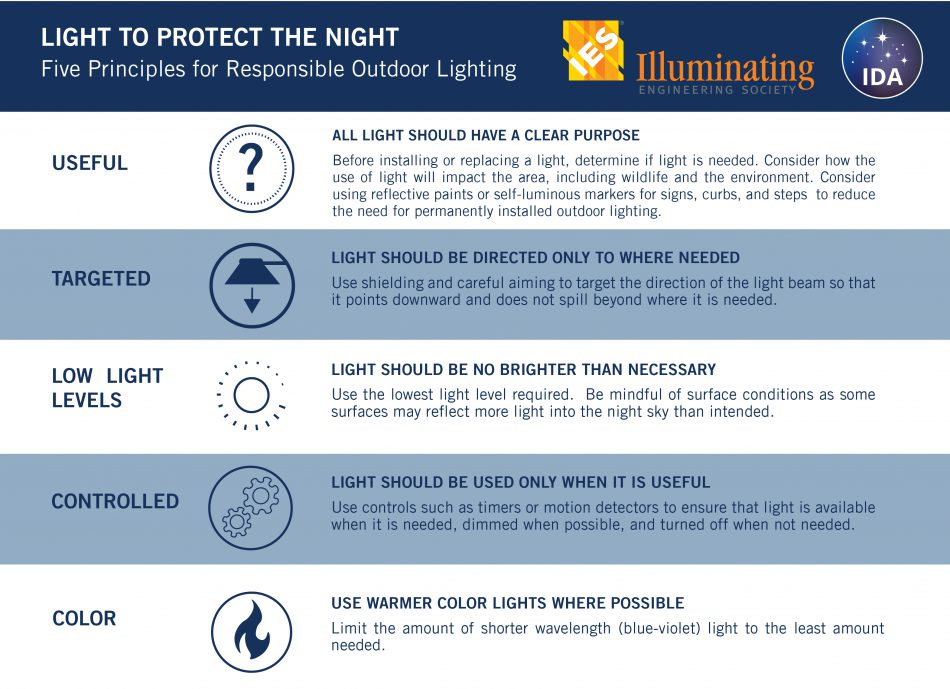 LIGHT TO PROTECT THE NIGHT
Five Principles for Responsible Outdoor Lighting
IES
Illuminating
ENGINEERING SOCIETY
IDA
USEFUL
?
ALL LIGHT SHOULD HAVE A CLEAR PURPOSE
Before installing or replacing a light, determine if light is needed. Consider how the
use of light will impact the area, including wildlife and the environment. Consider
using reflective paints or self-luminous markers for signs, curbs, and steps to reduce
the need for permanently installed outdoor lighting.
TARGETED
LIGHT SHOULD BE DIRECTED ONLY TO WHERE NEEDED
Use shielding and careful aiming to target the direction of the light beam so that
it points downward and does not spill beyond where it is needed.
LOW LIGHT
LEVELS
LIGHT SHOULD BE NO BRIGHTER THAN NECESSARY
Use the lowest light level required. Be mindful of surface conditions as some
surfaces may reflect more light into the night sky than intended.
CONTROLLED
LIGHT SHOULD BE USED ONLY WHEN IT IS USEFUL
Use controls such as timers or motion detectors to ensure that light is available
when it is needed, dimmed when possible, and turned off when not needed.
COLOR
USE WARMER COLOR LIGHTS WHERE POSSIBLE
Limit the amount of shorter wavelength (blue-violet) light to the least amount
needed.